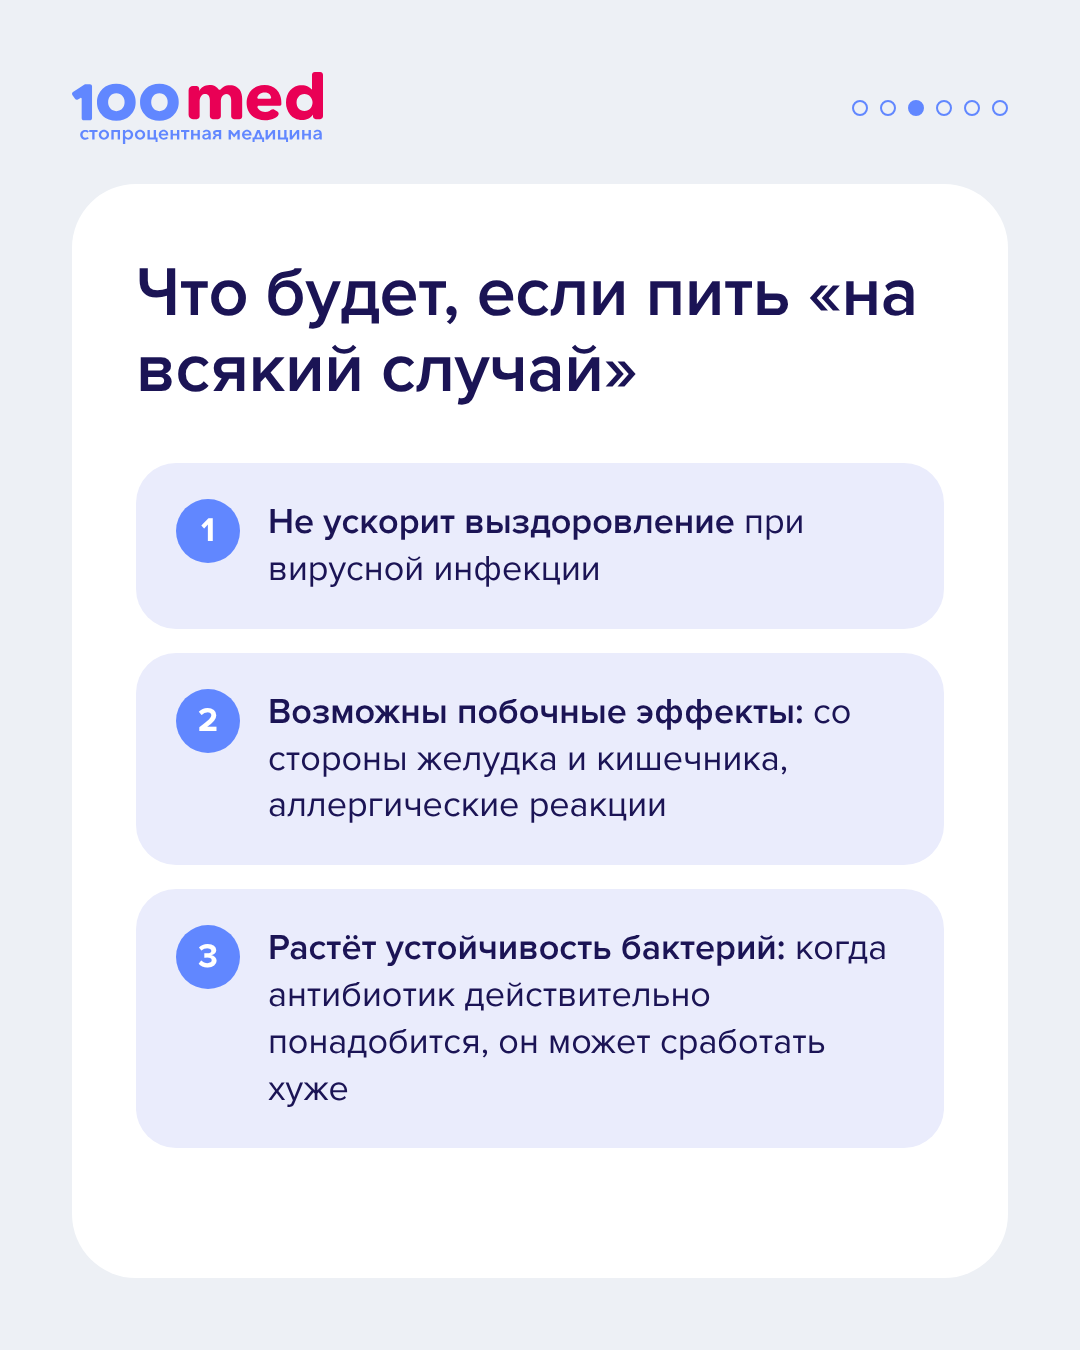 100med
стопроцентная медицина
Что будет, если пить «на
всякий случай»
1
Не ускорит выздоровление при
вирусной инфекции
2
Возможны побочные эффекты: со
стороны желудка и кишечника,
аллергические реакции
3
Растёт устойчивость бактерий: когда
антибиотик действительно
понадобится, он может сработать
хуже